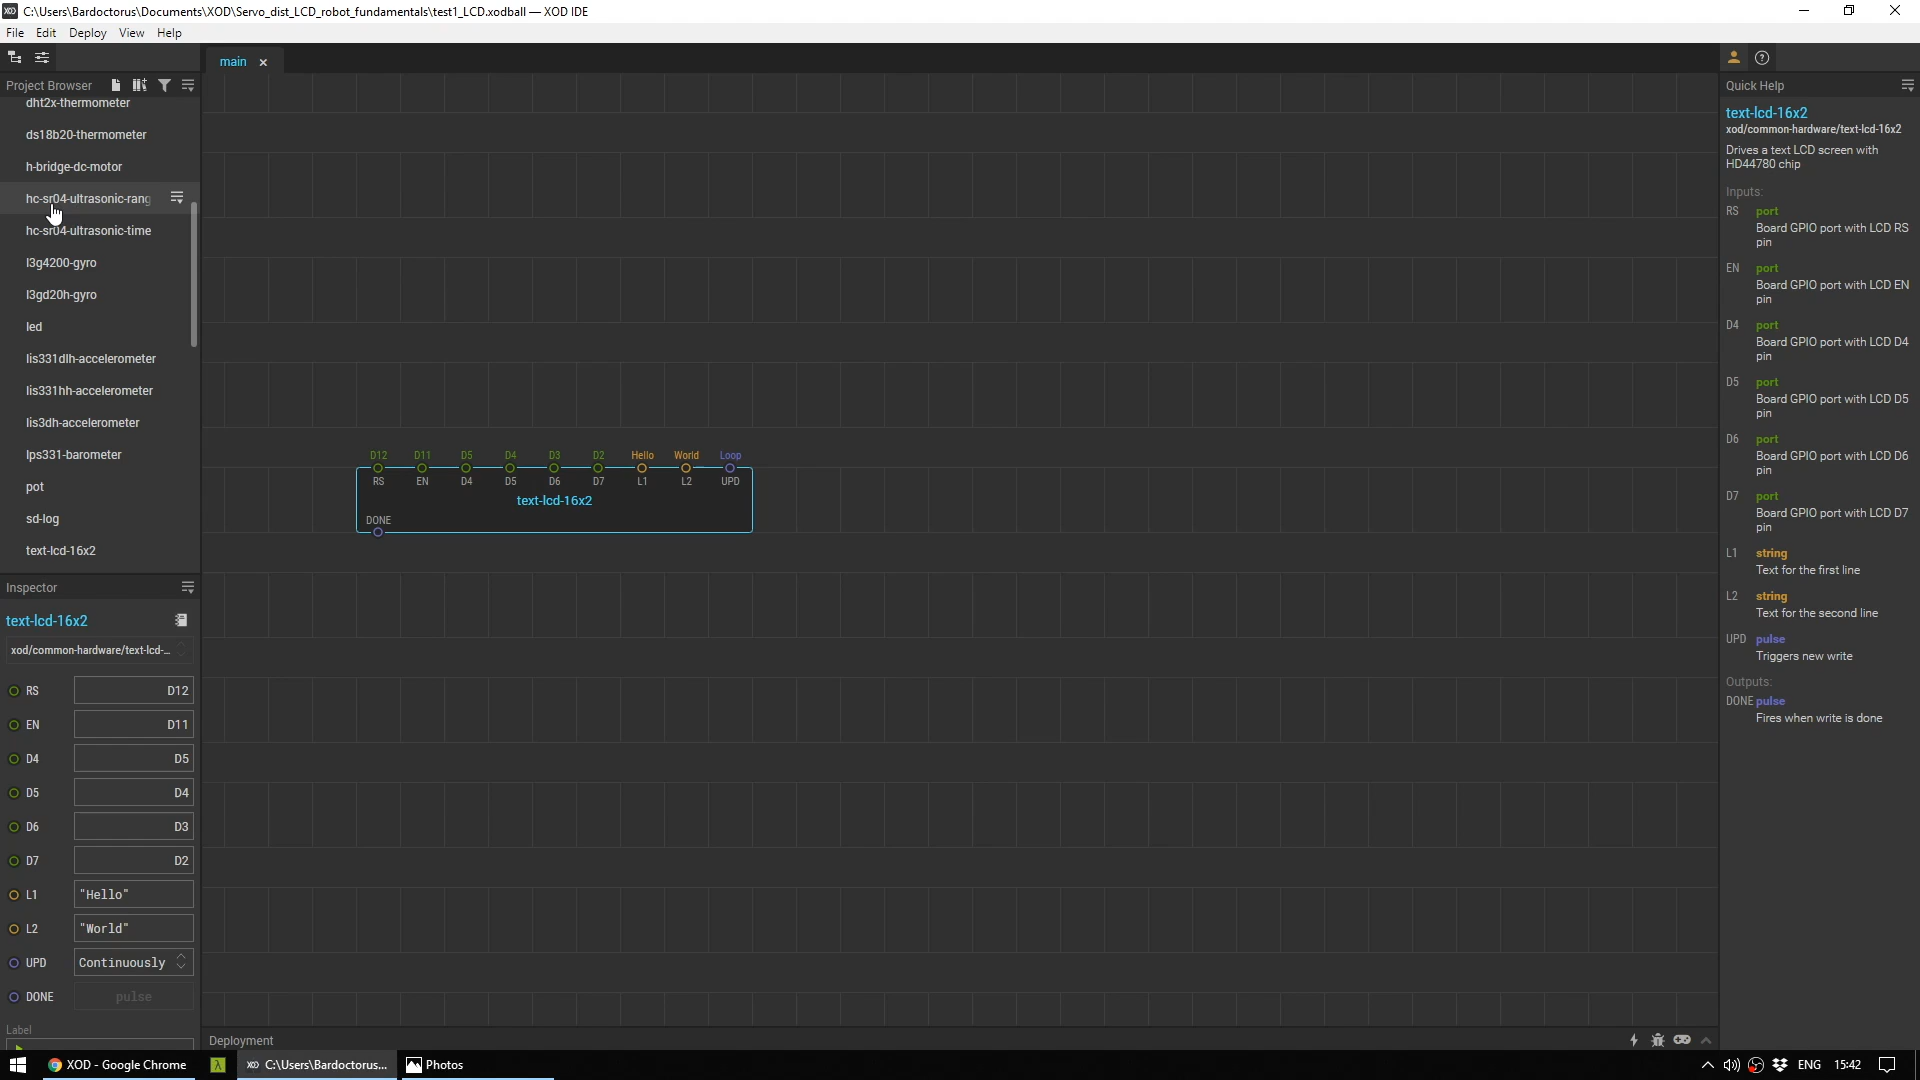 C:\Users\Bardoctorus\Documents\XOD\Servo_dist_LCD_robot_fundamentals\test1_LCD.xodball — XOD IDE
File Edit Deploy View Help
main
Project Browser
dht2x-thermometer
ds18b20-thermometer
h-bridge-dc-motor
hc-sr04-ultrasonic-rang
hc-sr04-ultrasonic-time
l3g4200-gyro
l3gd20h-gyro
led
lis331dlh-accelerometer
lis331hh-accelerometer
lis3dh-accelerometer
lps331-barometer
pot
sd-log
text-lcd-16x2
Inspector
text-lcd-16x2
xod/common-hardware/text-lcd-...
RS D12
EN D11
D4 D5
D5 D4
D6 D3
D7 D2
L1 "Hello"
L2 "World"
UPD Continuously
DONE pulse
Label
D12 D11 D5 D4 D3 D2 Hello World Loop
RS EN D4 D5 D6 D7 L1 L2 UPD
text-lcd-16x2
DONE
Deployment
Quick Help
text-lcd-16x2
xod/common-hardware/text-lcd-16x2
Drives a text LCD screen with
HD44780 chip
Inputs:
RS port
Board GPIO port with LCD RS
pin
EN port
Board GPIO port with LCD EN
pin
D4 port
Board GPIO port with LCD D4
pin
D5 port
Board GPIO port with LCD D5
pin
D6 port
Board GPIO port with LCD D6
pin
D7 port
Board GPIO port with LCD D7
pin
L1 string
Text for the first line
L2 string
Text for the second line
UPD pulse
Triggers new write
Outputs:
DONE pulse
Fires when write is done
XOD - Google Chrome
λ
XOD C:\Users\Bardoctorus...
Photos
ENG 15:42